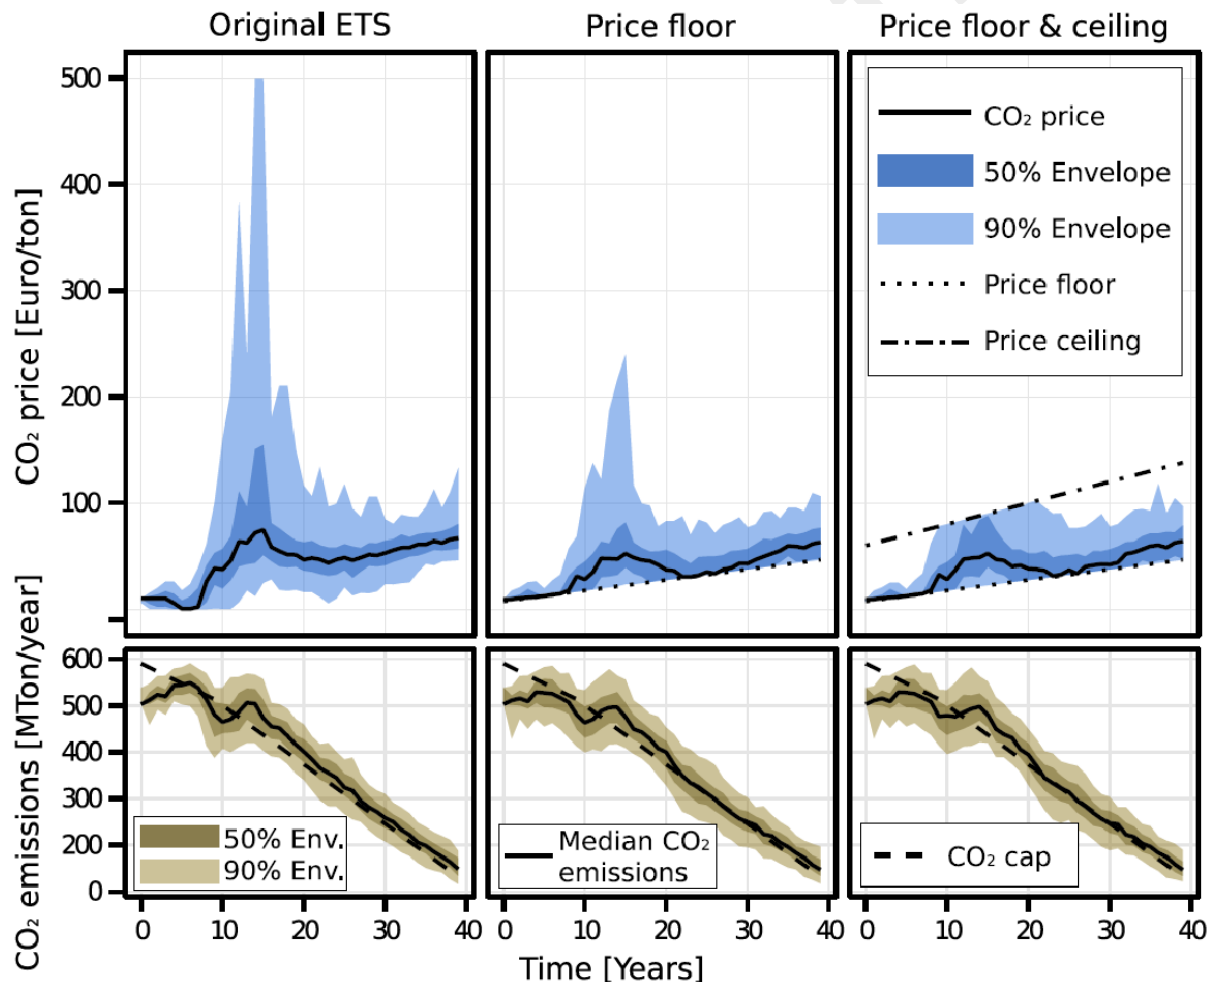 Original ETS
Price floor
Price floor & ceiling
CO₂ price [Euro/ton]
500
400
300
200
100
CO₂ price
50% Envelope
90% Envelope
Price floor
Price ceiling
CO₂ emissions [MTon/year]
600
500
400
300
200
0
50% Env.
90% Env.
Median CO₂
emissions
CO₂ cap
0 10 20 30 40
0 10 20 30 40
0 10 20 30 40
Time [Years]